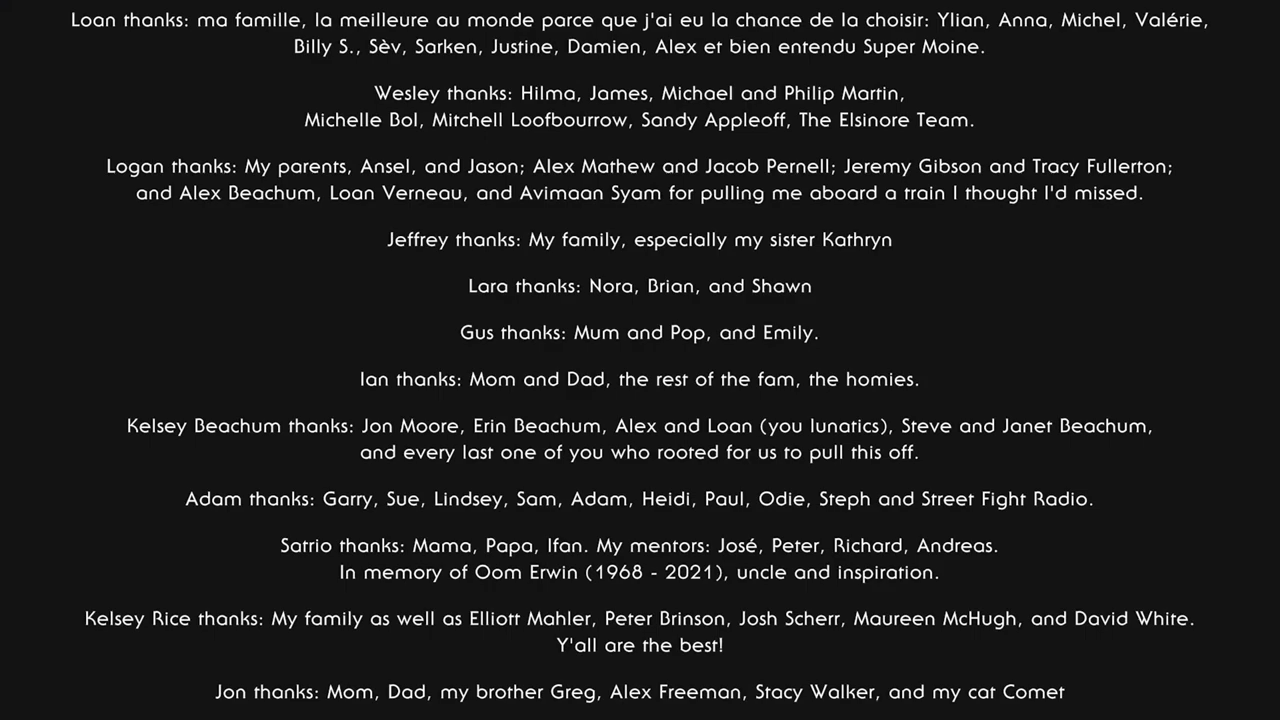 Loan thanks: ma famille, la meilleure au monde parce que j'ai eu la chance de la choisir: Ylian, Anna, Michel, Valérie,
Billy S., Sèv, Sarken, Justine, Damien, Alex et bien entendu Super Moine.
Wesley thanks: Hilma, James, Michael and Philip Martin,
Michelle Bol, Mitchell Loofbourrow, Sandy Appleoff, The Elsinore Team.
Logan thanks: My parents, Ansel, and Jason; Alex Mathew and Jacob Pernell; Jeremy Gibson and Tracy Fullerton;
and Alex Beachum, Loan Verneau, and Avimaan Syam for pulling me aboard a train I thought I'd missed.
Jeffrey thanks: My family, especially my sister Kathryn
Lara thanks: Nora, Brian, and Shawn
Gus thanks: Mum and Pop, and Emily.
Ian thanks: Mom and Dad, the rest of the fam, the homies.
Kelsey Beachum thanks: Jon Moore, Erin Beachum, Alex and Loan (you lunatics), Steve and Janet Beachum,
and every last one of you who rooted for us to pull this off.
Adam thanks: Garry, Sue, Lindsey, Sam, Adam, Heidi, Paul, Odie, Steph and Street Fight Radio.
Satrio thanks: Mama, Papa, Ifan. My mentors: José, Peter, Richard, Andreas.
In memory of Oom Erwin (1968 - 2021), uncle and inspiration.
Kelsey Rice thanks: My family as well as Elliott Mahler, Peter Brinson, Josh Scherr, Maureen McHugh, and David White.
Y'all are the best!
Jon thanks: Mom, Dad, my brother Greg, Alex Freeman, Stacy Walker, and my cat Comet